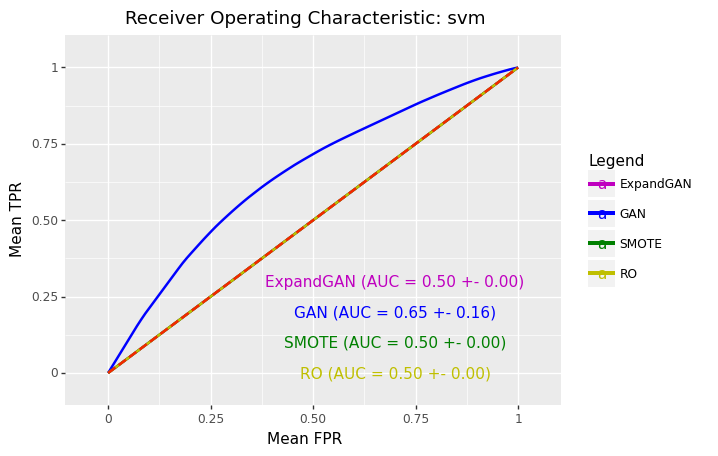 Receiver Operating Characteristic: svm
Mean TPR
1
0.75
0.50
0.25
0
ExpandGAN (AUC = 0.50 +- 0.00)
GAN (AUC = 0.65 +- 0.16)
SMOTE (AUC = 0.50 +- 0.00)
RO (AUC = 0.50 +- 0.00)
0
0.25
0.50
0.75
1
Mean FPR
Legend
a ExpandGAN
a GAN
a SMOTE
a RO